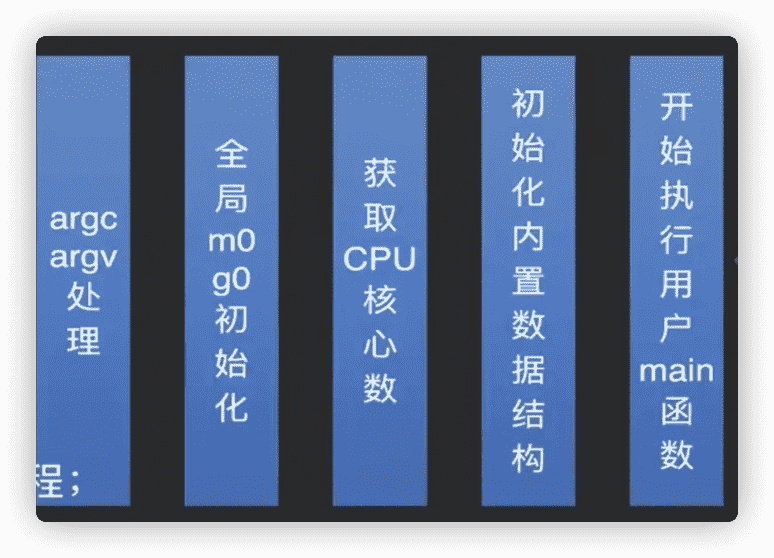 argc
argv
处
理
程；
全
局
m0
g0
初
始
化
获
取
CPU
核
心
数
初
始
化
内
置
数
据
结
构
开
始
执
行
用
户
main
函
数